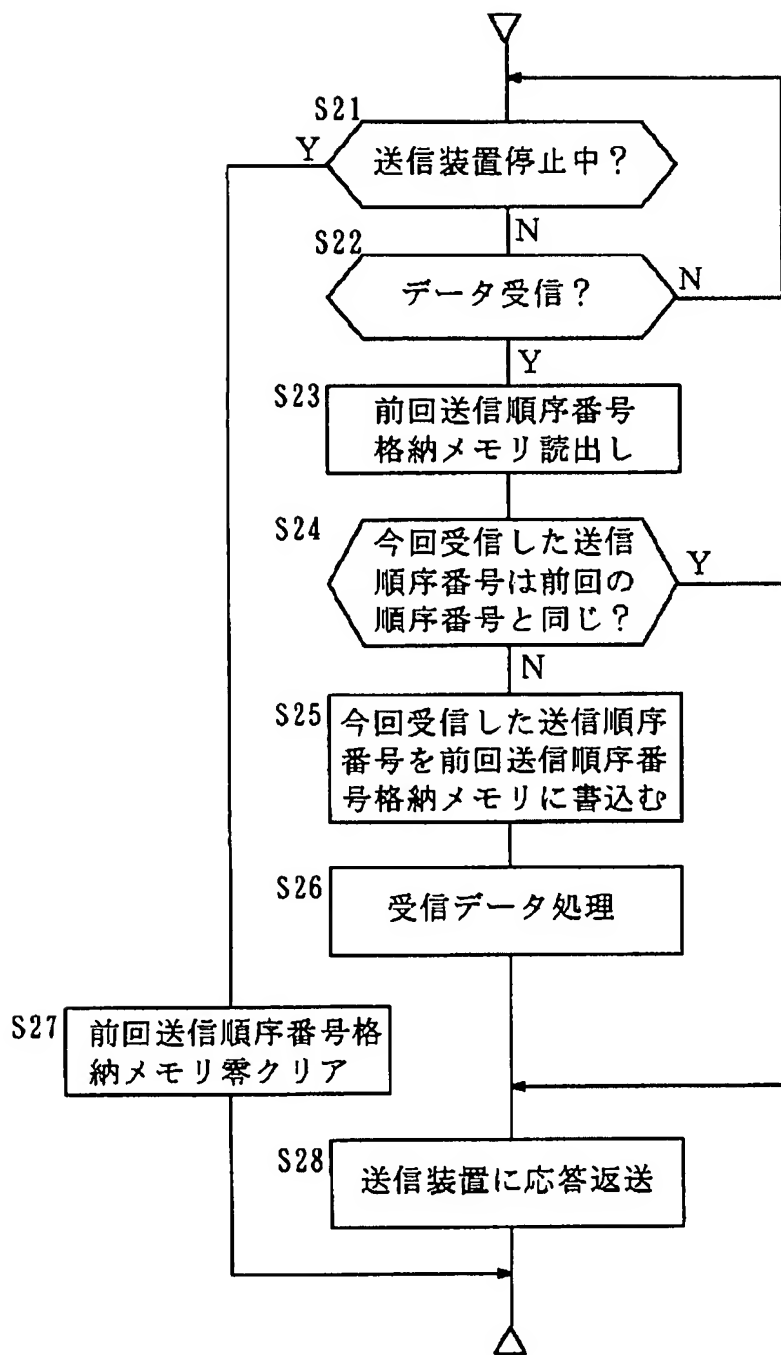 S21
Y
送信装置停止中？
N
S22
データ受信？
N
Y
S23
前回送信順序番号
格納メモリ読出し
S24
今回受信した送信
順序番号は前回の
順序番号と同じ？
Y
N
S25
今回受信した送信順序
番号を前回送信順序番
号格納メモリに書込む
S26
受信データ処理
S27
前回送信順序番号格
納メモリ零クリア
S28
送信装置に応答返送